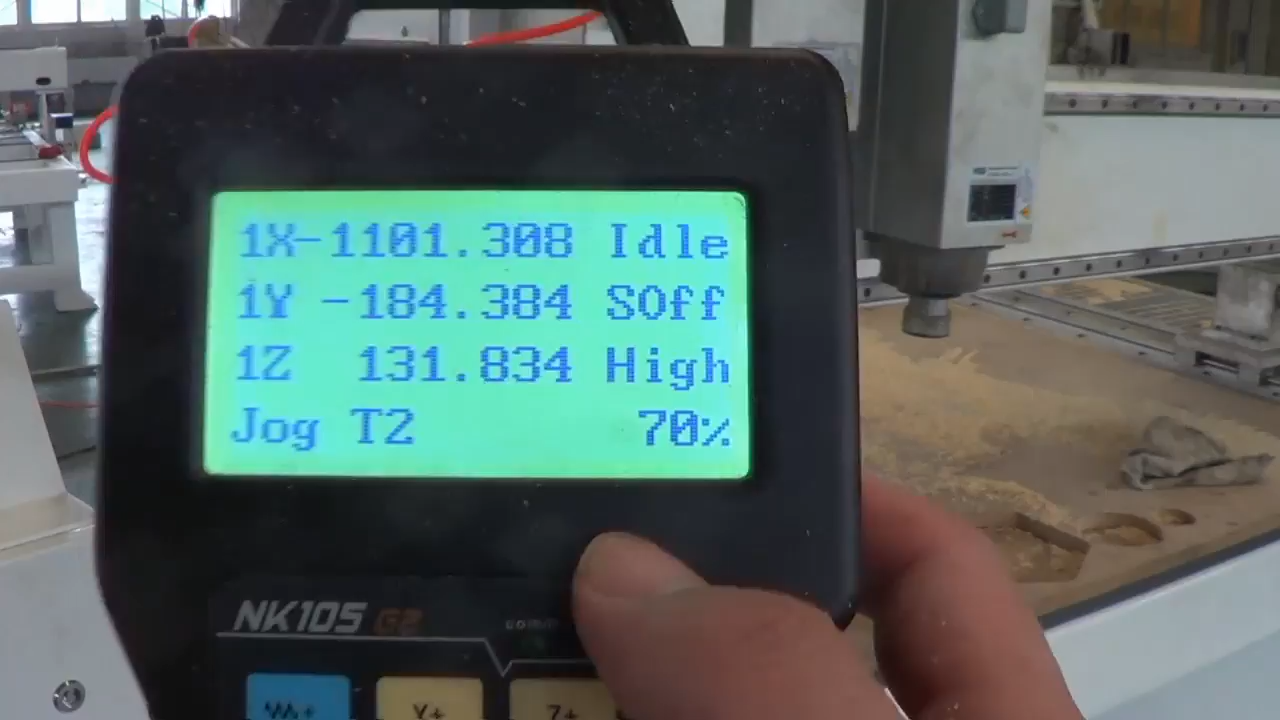 1X-1101.308 Idle
1Y -184.384 SOff
1Z 131.834 High
Jog T2 70%
NK105 G2
Y+
Z+